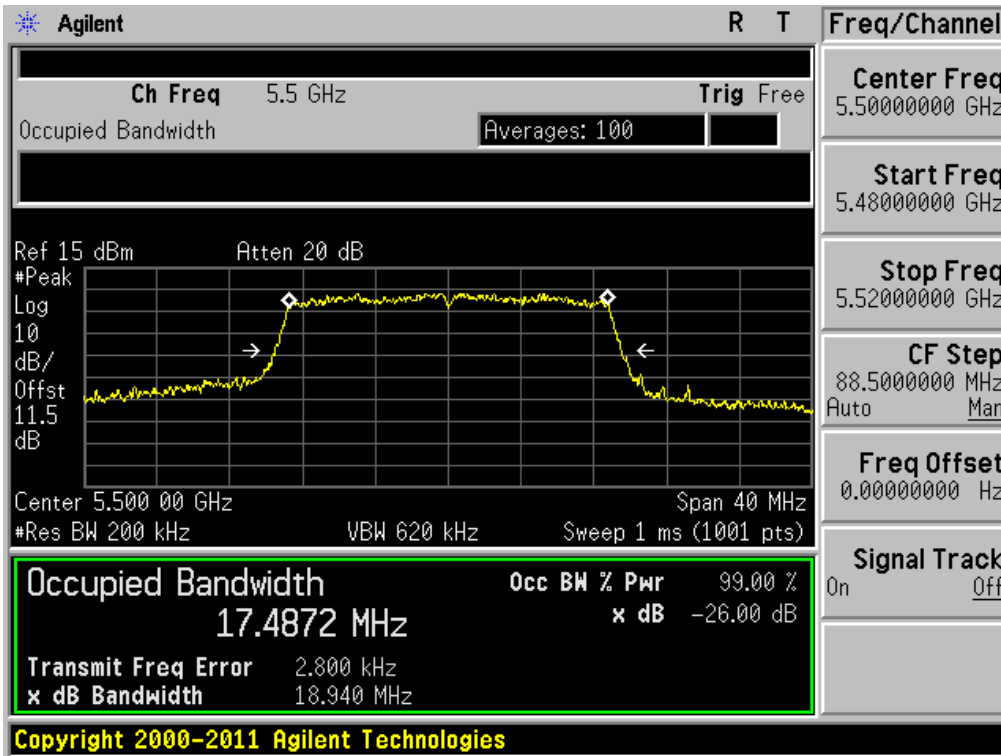 Agilent R T
Freq/Channel
Ch Freq 5.5 GHz Trig Free
Occupied Bandwidth Averages: 100
Center Freq
5.50000000 GHz
Start Freq
5.48000000 GHz
Stop Freq
5.52000000 GHz
CF Step
88.5000000 MHz
Auto Man
Freq Offset
0.00000000 Hz
Signal Track
On Off
Ref 15 dBm Atten 20 dB
#Peak
Log
10
dB/
Offst
11.5
dB
Center 5.500 00 GHz Span 40 MHz
#Res BW 200 kHz VBW 620 kHz Sweep 1 ms (1001 pts)
Occupied Bandwidth Occ BW % Pwr 99.00 %
17.4872 MHz x dB -26.00 dB
Transmit Freq Error 2.800 kHz
x dB Bandwidth 18.940 MHz
Copyright 2000-2011 Agilent Technologies